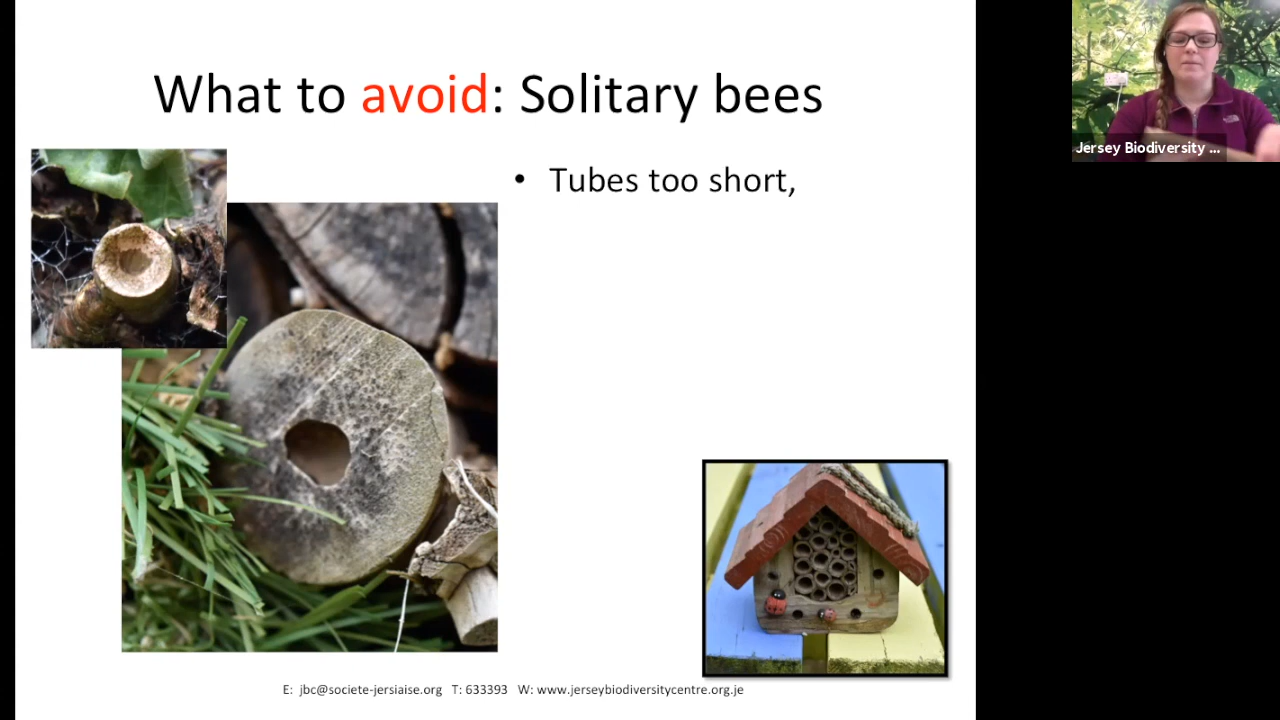 What to avoid: Solitary bees
• Tubes too short,
Jersey Biodiversity ...
E: jbc@societe-jersiaise.org T: 633393 W: www.jerseybiodiversitycentre.org.je